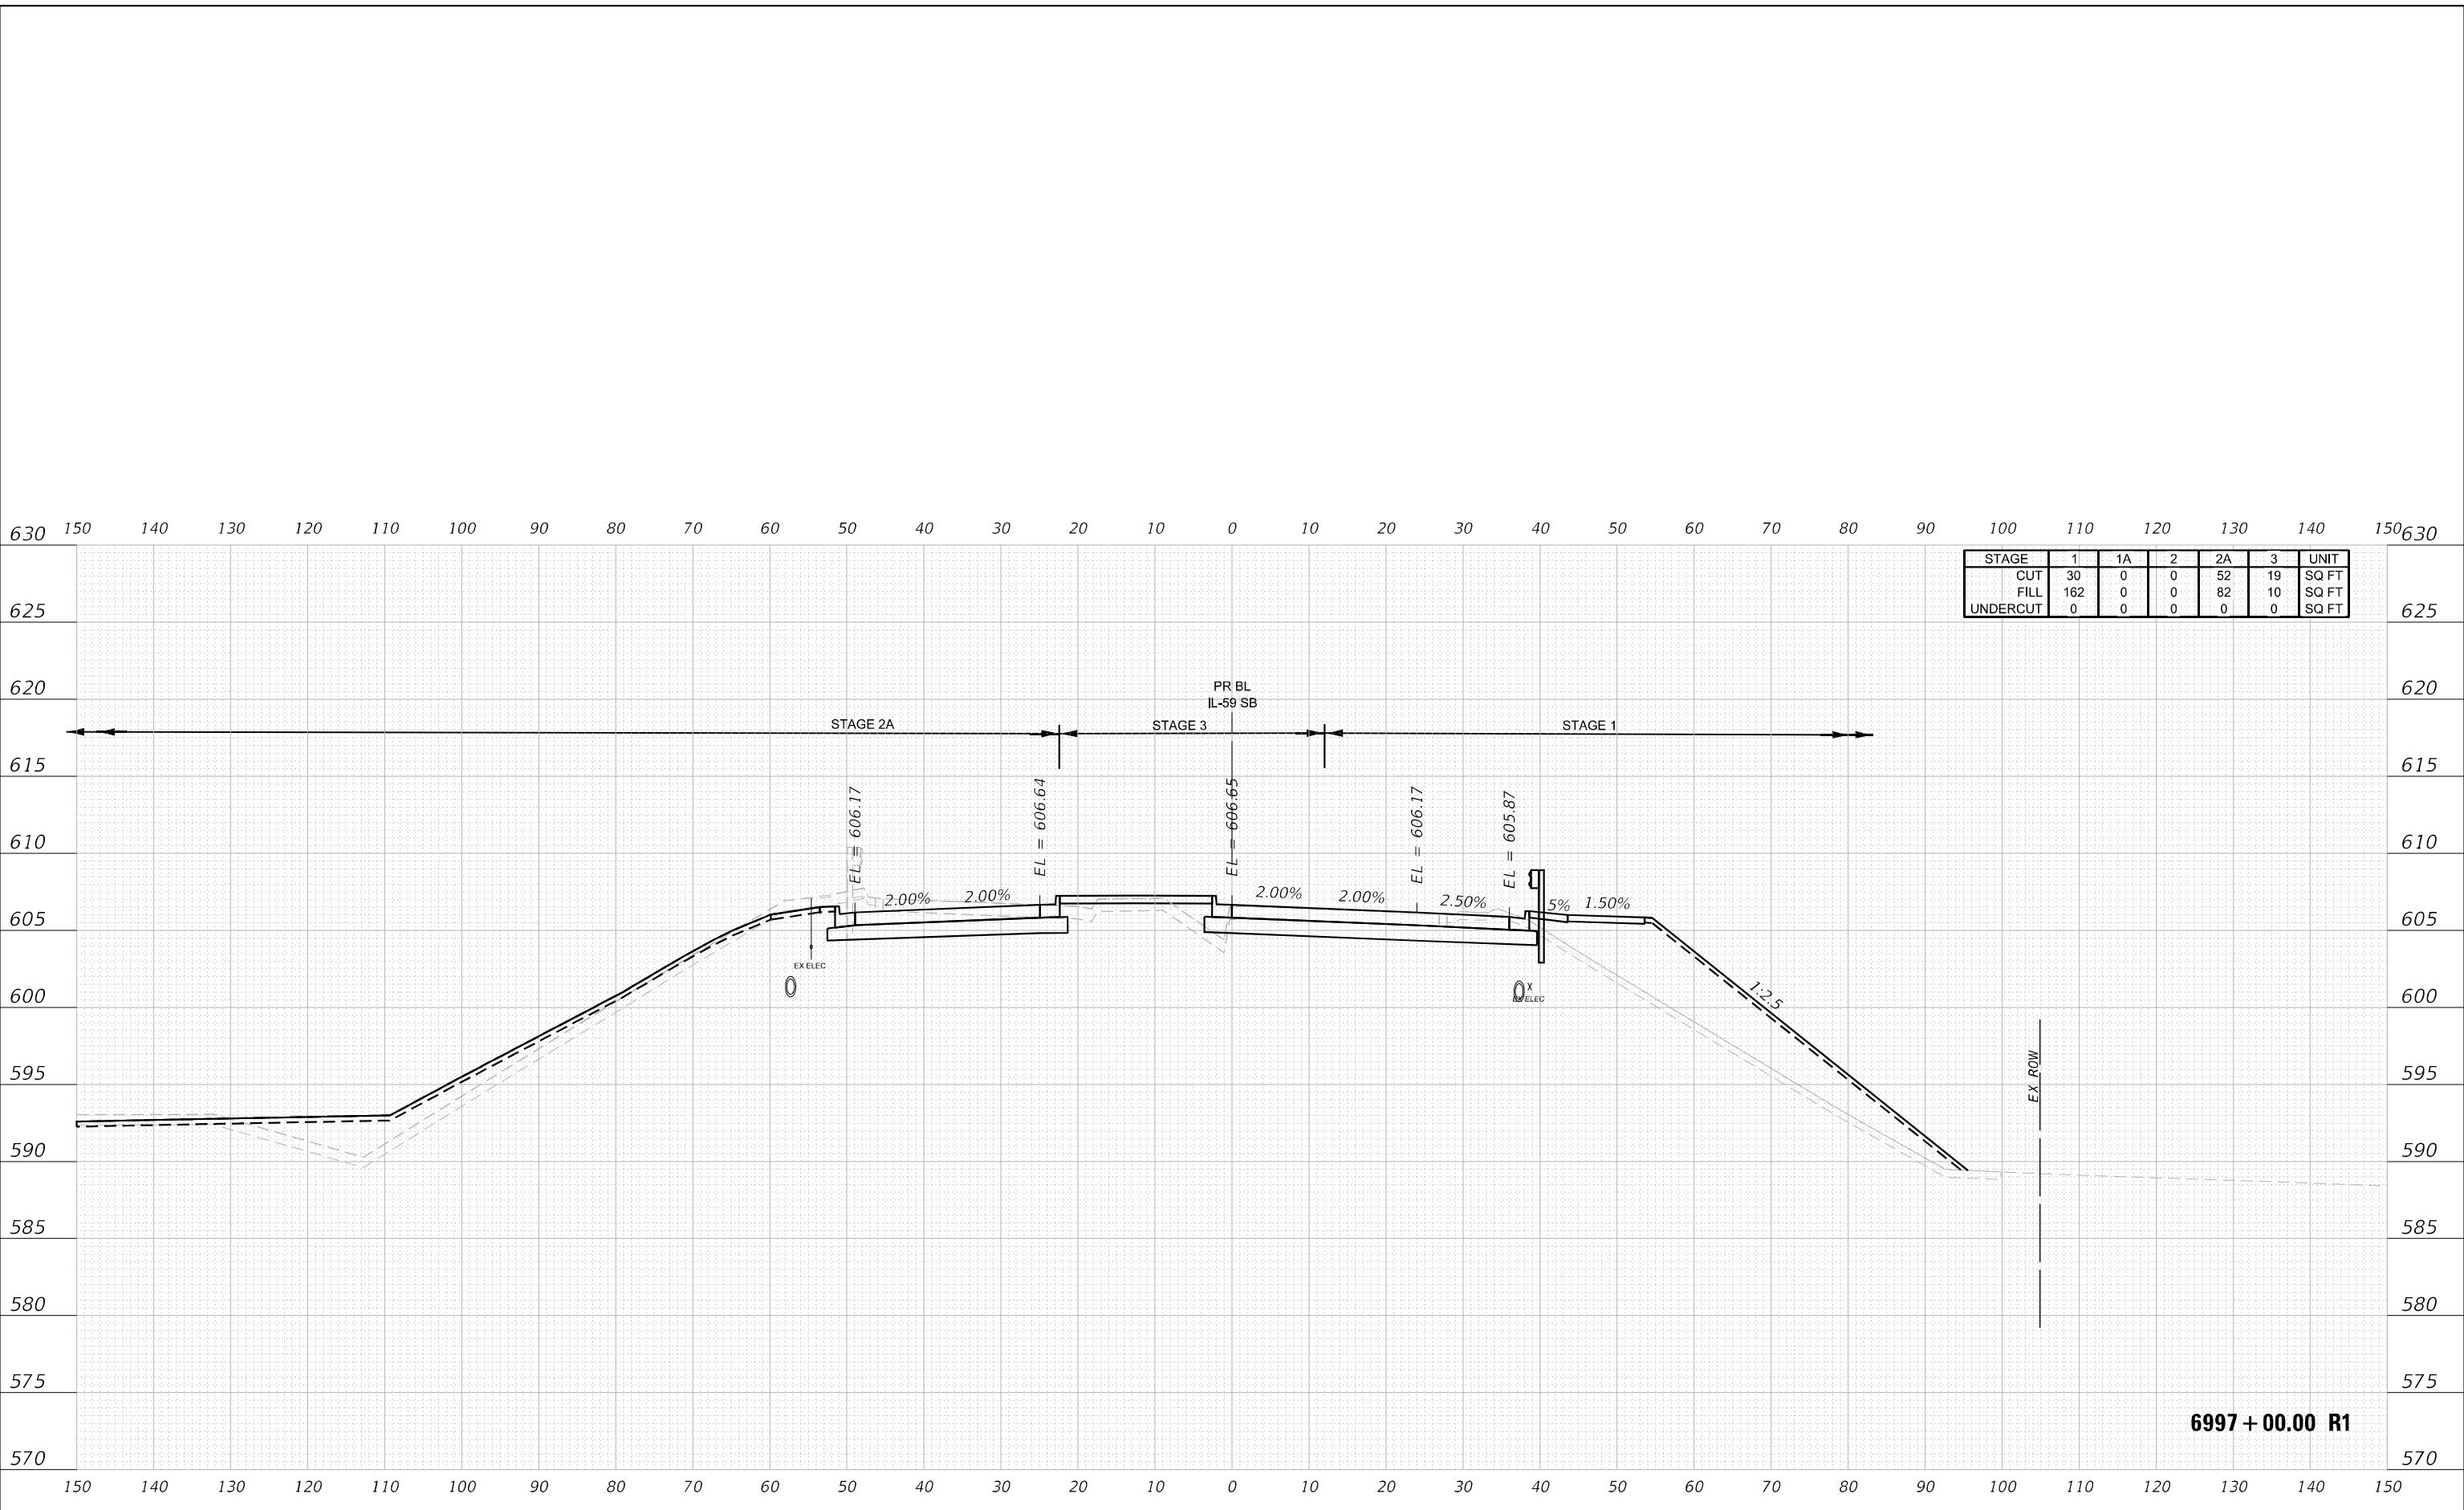 630 150 140 130 120 110 100 90 80 70 60 50 40 30 20 10 0 10 20 30 40 50 60 70 80 90 100 110 120 130 140 150 630
STAGE 1 1A 2 2A 3 UNIT
CUT 30 0 0 52 19 SQ FT
FILL 162 0 0 82 10 SQ FT
UNDERCUT 0 0 0 0 0 SQ FT
625 625
620 620
PR BL
IL-59 SB
STAGE 2A STAGE 3 STAGE 1
615 615
EL = 606.17
EL = 606.64
EL = 606.65
EL = 606.17
EL = 605.87
610 610
2.00% 2.00% 2.00% 2.00% 2.50% 5% 1.50%
605 605
EX ELEC
X
EX ELEC
1:2.5
600 600
EX ROW
595 595
590 590
585 585
580 580
575 575
6997+00.00 R1
570 570
150 140 130 120 110 100 90 80 70 60 50 40 30 20 10 0 10 20 30 40 50 60 70 80 90 100 110 120 130 140 150